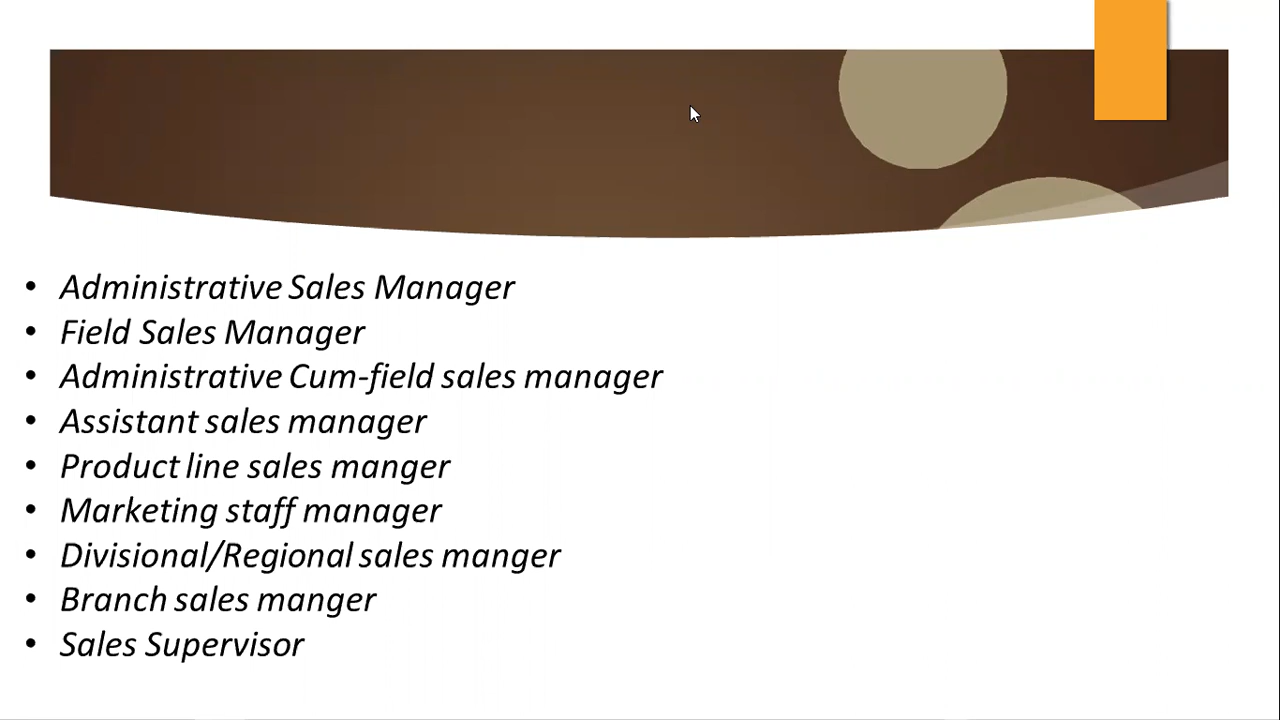 • Administrative Sales Manager
• Field Sales Manager
• Administrative Cum-field sales manager
• Assistant sales manager
• Product line sales manger
• Marketing staff manager
• Divisional/Regional sales manger
• Branch sales manger
• Sales Supervisor